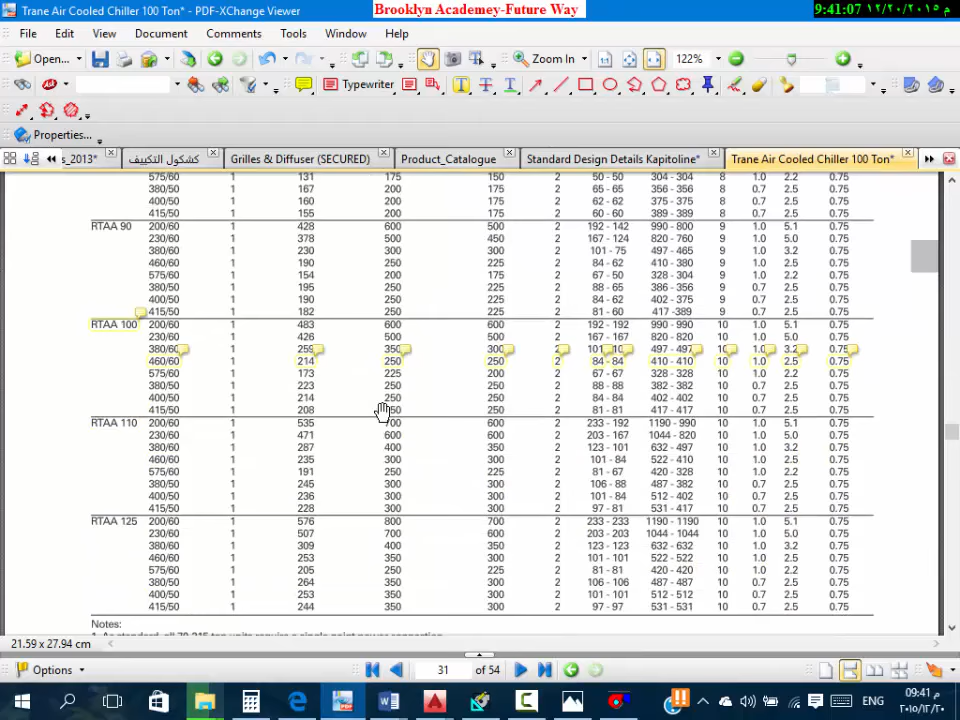 Trane Air Cooled Chiller 100 Ton* - PDF-XChange Viewer
Brooklyn Academey-Future Way
م 9:41:07 ١٢/٢٠/٢٠١٥
File Edit View Document Comments Tools Window Help
Open... Zoom In 122%
Typewriter
Properties...
s_2013* كشكول التكييف Grilles & Diffuser (SECURED) Product_Catalogue Standard Design Details Kapitoline* Trane Air Cooled Chiller 100 Ton*
575/60 1 131 175 150 2 50 - 50 304 - 304 8 1.0 2.2 0.75
380/50 1 167 200 175 2 65 - 65 356 - 356 8 0.7 2.5 0.75
400/50 1 160 200 175 2 62 - 62 375 - 375 8 0.7 2.5 0.75
415/50 1 155 200 175 2 60 - 60 389 - 389 8 0.7 2.5 0.75
RTAA 90 200/60 1 428 600 500 2 192 - 142 990 - 800 9 1.0 5.1 0.75
230/60 1 378 500 450 2 167 - 124 820 - 760 9 1.0 5.0 0.75
380/60 1 230 300 300 2 101 - 75 497 - 465 9 1.0 3.2 0.75
460/60 1 190 250 225 2 84 - 62 410 - 380 9 1.0 2.5 0.75
575/60 1 154 200 175 2 67 - 50 328 - 304 9 1.0 2.2 0.75
380/50 1 195 250 225 2 88 - 65 386 - 356 9 0.7 2.5 0.75
400/50 1 190 250 225 2 84 - 62 402 - 375 9 0.7 2.5 0.75
415/50 1 182 250 225 2 81 - 60 417 -389 9 0.7 2.5 0.75
RTAA 100 200/60 1 483 600 600 2 192 - 192 990 - 990 10 1.0 5.1 0.75
230/60 1 426 500 500 2 167 - 167 820 - 820 10 1.0 5.0 0.75
380/60 1 259 350 300 2 497 - 497 10 1.0 3.2 0.75
460/60 1 214 250 250 2 84 - 84 410 - 410 10 1.0 2.5 0.75
575/60 1 173 225 200 2 67 - 67 328 - 328 10 1.0 2.2 0.75
380/50 1 223 250 250 2 88 - 88 382 - 382 10 0.7 2.5 0.75
400/50 1 214 250 250 2 84 - 84 402 - 402 10 0.7 2.5 0.75
415/50 1 208 250 2 81 - 81 417 - 417 10 0.7 2.5 0.75
RTAA 110 200/60 1 535 700 600 2 233 - 192 1190 - 990 10 1.0 5.1 0.75
230/60 1 471 600 600 2 203 - 167 1044 - 820 10 1.0 5.0 0.75
380/60 1 287 400 350 2 123 - 101 632 - 497 10 1.0 3.2 0.75
460/60 1 235 300 300 2 101 - 84 522 - 410 10 1.0 2.5 0.75
575/60 1 191 250 225 2 81 - 67 420 - 328 10 1.0 2.2 0.75
380/50 1 245 300 300 2 106 - 88 487 - 382 10 0.7 2.5 0.75
400/50 1 236 300 300 2 101 - 84 512 - 402 10 0.7 2.5 0.75
415/50 1 228 300 300 2 97 - 81 531 - 417 10 0.7 2.5 0.75
RTAA 125 200/60 1 576 800 700 2 233 - 233 1190 - 1190 10 1.0 5.1 0.75
230/60 1 507 700 600 2 203 - 203 1044 - 1044 10 1.0 5.0 0.75
380/60 1 309 400 350 2 123 - 123 632 - 632 10 1.0 3.2 0.75
460/60 1 253 350 300 2 101 - 101 522 - 522 10 1.0 2.5 0.75
575/60 1 205 250 225 2 81 - 81 420 - 420 10 1.0 2.2 0.75
380/50 1 264 350 300 2 106 - 106 487 - 487 10 0.7 2.5 0.75
400/50 1 253 350 300 2 101 - 101 512 - 512 10 0.7 2.5 0.75
415/50 1 244 350 300 2 97 - 97 531 - 531 10 0.7 2.5 0.75
Notes:
21.59 x 27.94 cm
Options 31 of 54
ENG
09:41 م
٢٠١٥/١٢/٢٠